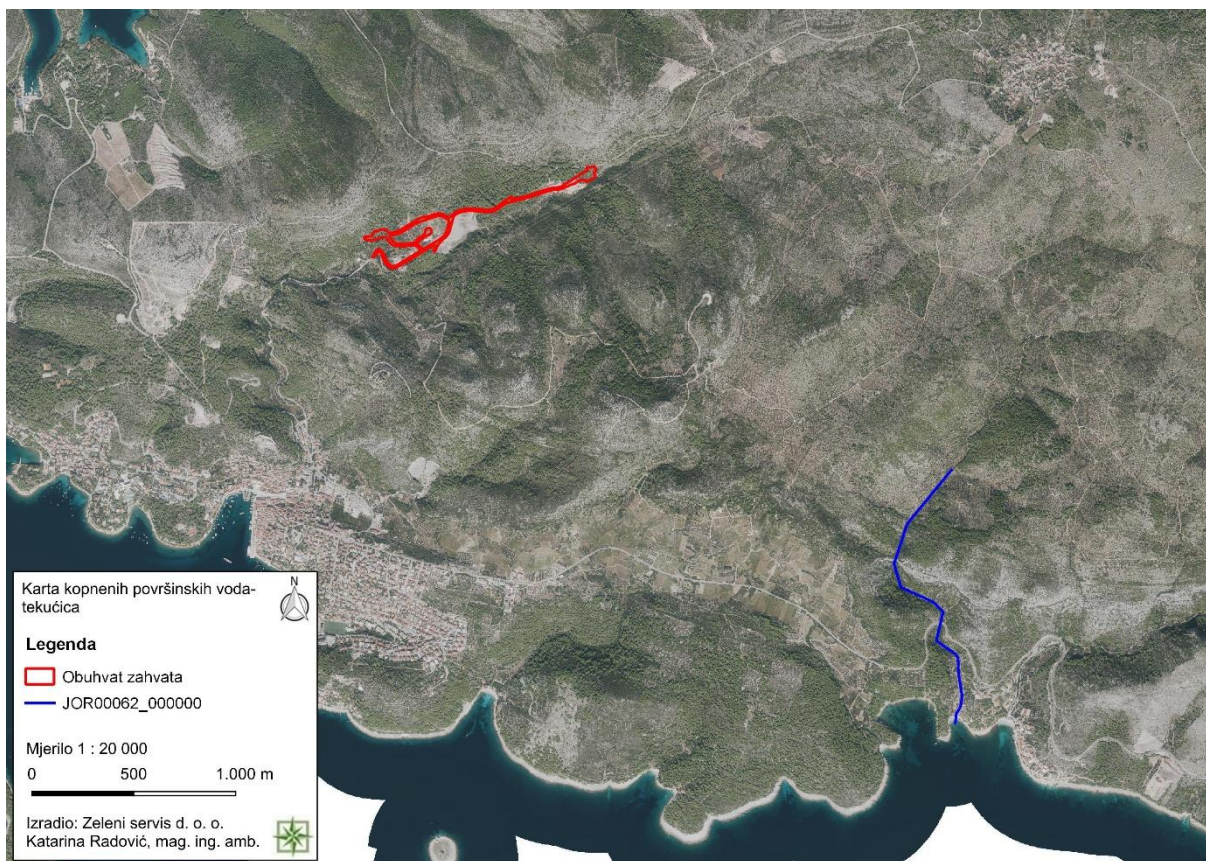 Karta kopnenih površinskih voda-
tekućica
N
Legenda
Obuhvat zahvata
JOR00062_000000
Mjerilo 1 : 20 000
0 500 1.000 m
Izradio: Zeleni servis d. o. o.
Katarina Radović, mag. ing. amb.